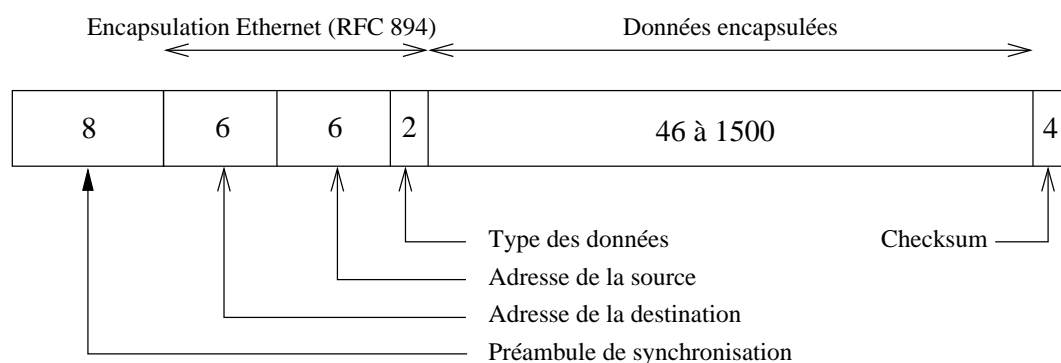 Encapsulation Ethernet (RFC 894)
Données encapsulées
8
6
6
2
46 à 1500
4
Type des données
Checksum
Adresse de la source
Adresse de la destination
Préambule de synchronisation